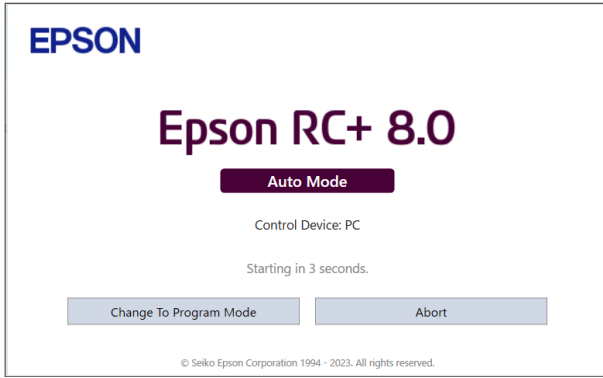 EPSON
Epson RC+ 8.0
Auto Mode
Control Device: PC
Starting in 3 seconds.
Change To Program Mode
Abort
© Seiko Epson Corporation 1994 - 2023. All rights reserved.